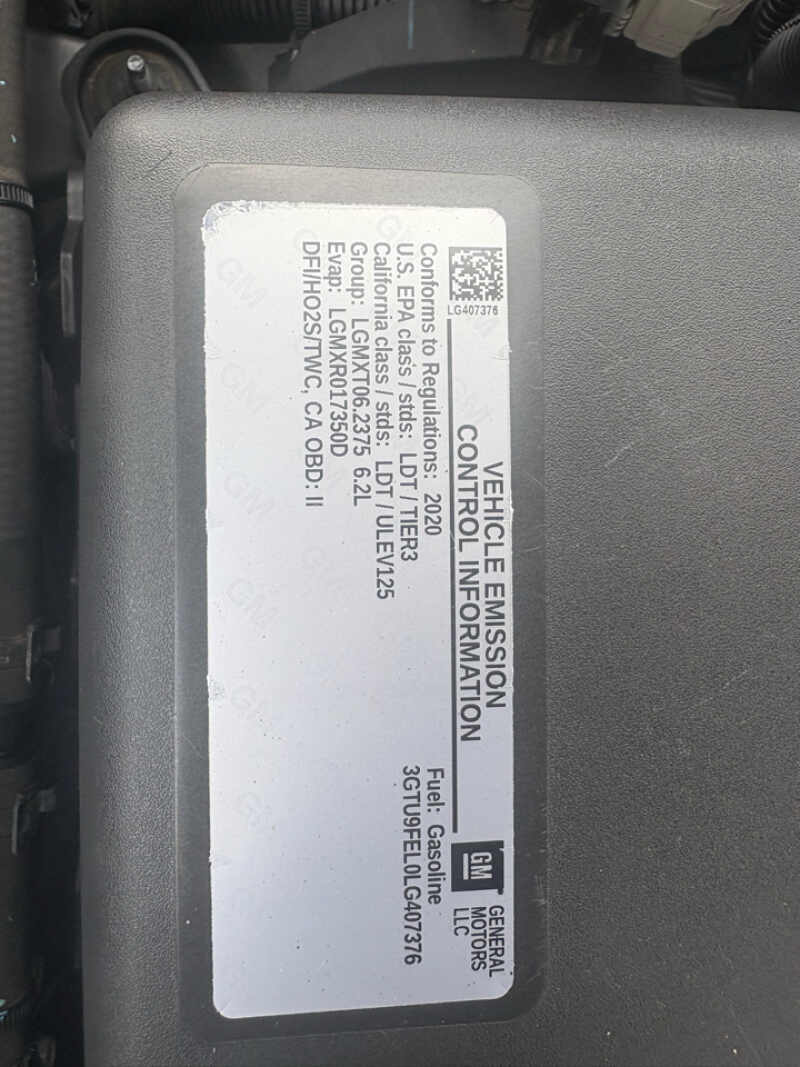 LG407376
VEHICLE EMISSION
CONTROL INFORMATION
GM
GENERAL
MOTORS
LLC
Conforms to Regulations: 2020
U.S. EPA class / stds: LDT / TIER3
California class / stds: LDT / ULEV125
Group: LGMXT06.2375 6.2L
Evap: LGMXR017350D
DFI/HO2S/TWC, CA OBD: II
Fuel: Gasoline
3GTU9FEL0LG407376